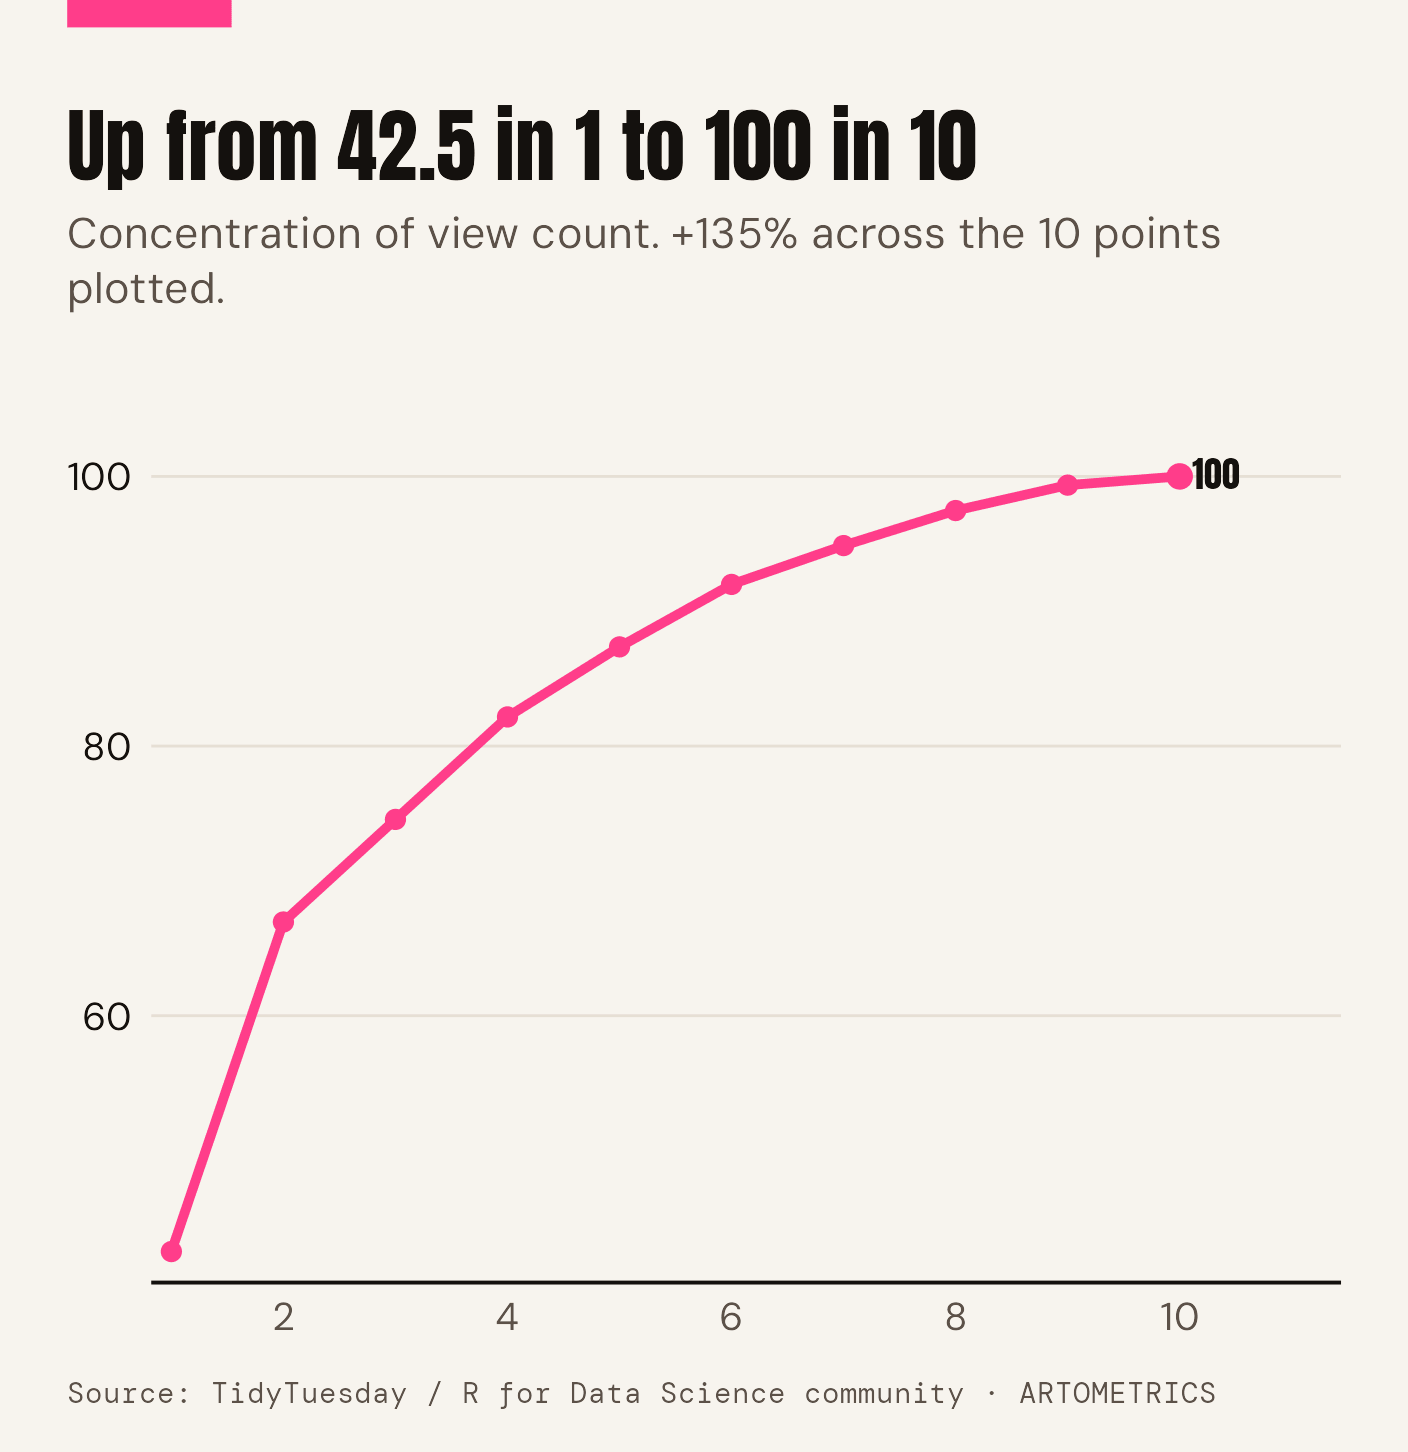 Up from 42.5 in 1 to 100 in 10
Concentration of view count. +135% across the 10 points
plotted.
100
100
80
60
2 4 6 8 10
Source: TidyTuesday / R for Data Science community · ARTOMETRICS